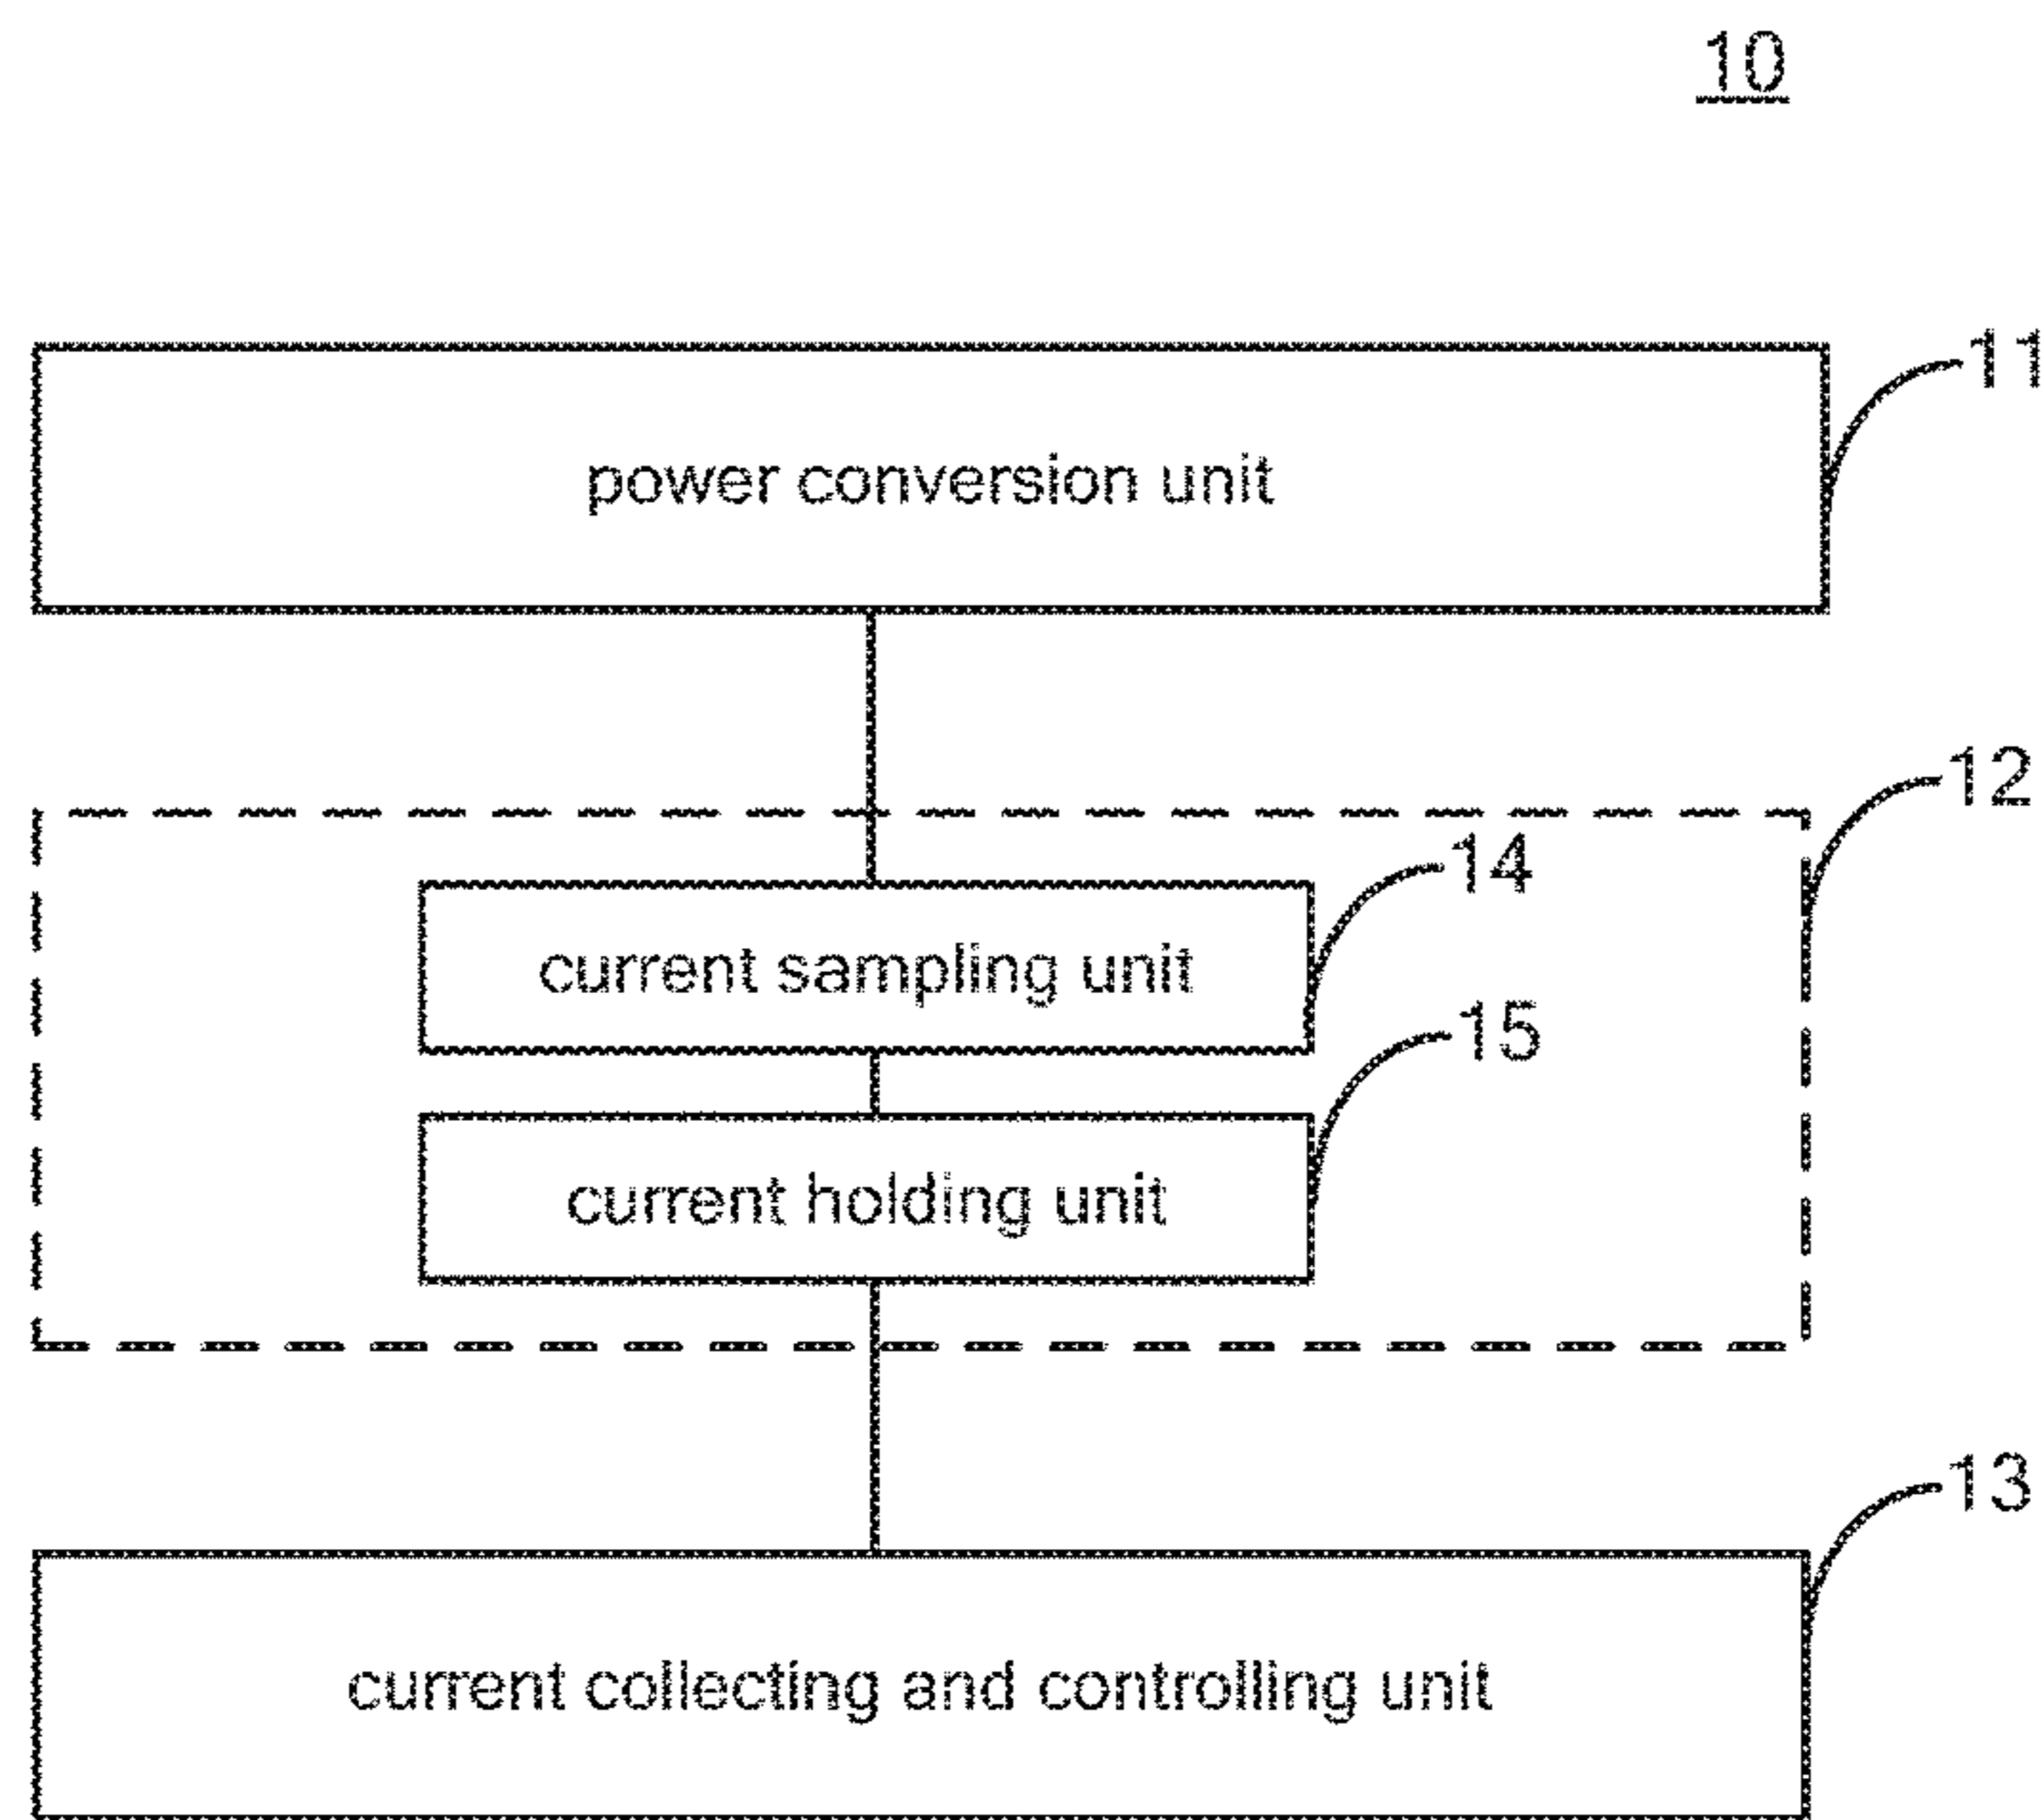 10
11
power conversion unit
12
14
current sampling unit
15
current holding unit
13
current collecting and controlling unit